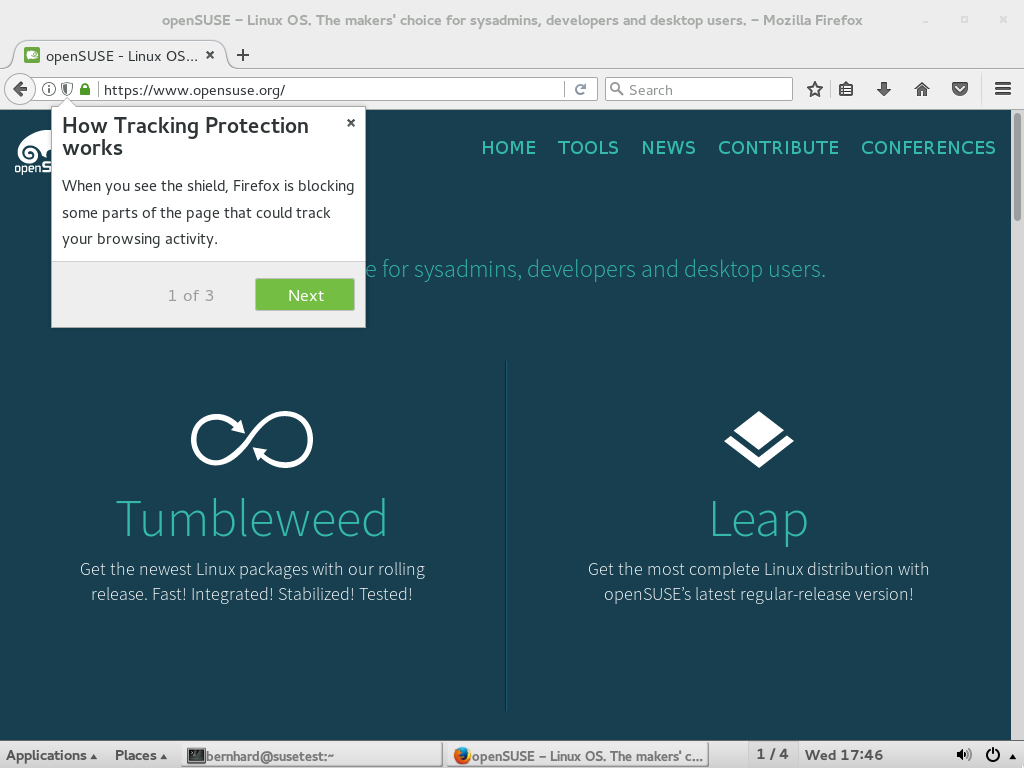 openSUSE – Linux OS. The makers' choice for sysadmins, developers and desktop users. – Mozilla Firefox
openSUSE - Linux OS...
https://www.opensuse.org/
Search
How Tracking Protection
works
When you see the shield, Firefox is blocking
some parts of the page that could track
your browsing activity.
1 of 3
Next
openS
HOME TOOLS NEWS CONTRIBUTE CONFERENCES
e for sysadmins, developers and desktop users.
Tumbleweed
Get the newest Linux packages with our rolling
release. Fast! Integrated! Stabilized! Tested!
Leap
Get the most complete Linux distribution with
openSUSE’s latest regular-release version!
Applications Places bernhard@susetest:~ openSUSE – Linux OS. The makers' c... 1 / 4 Wed 17:46